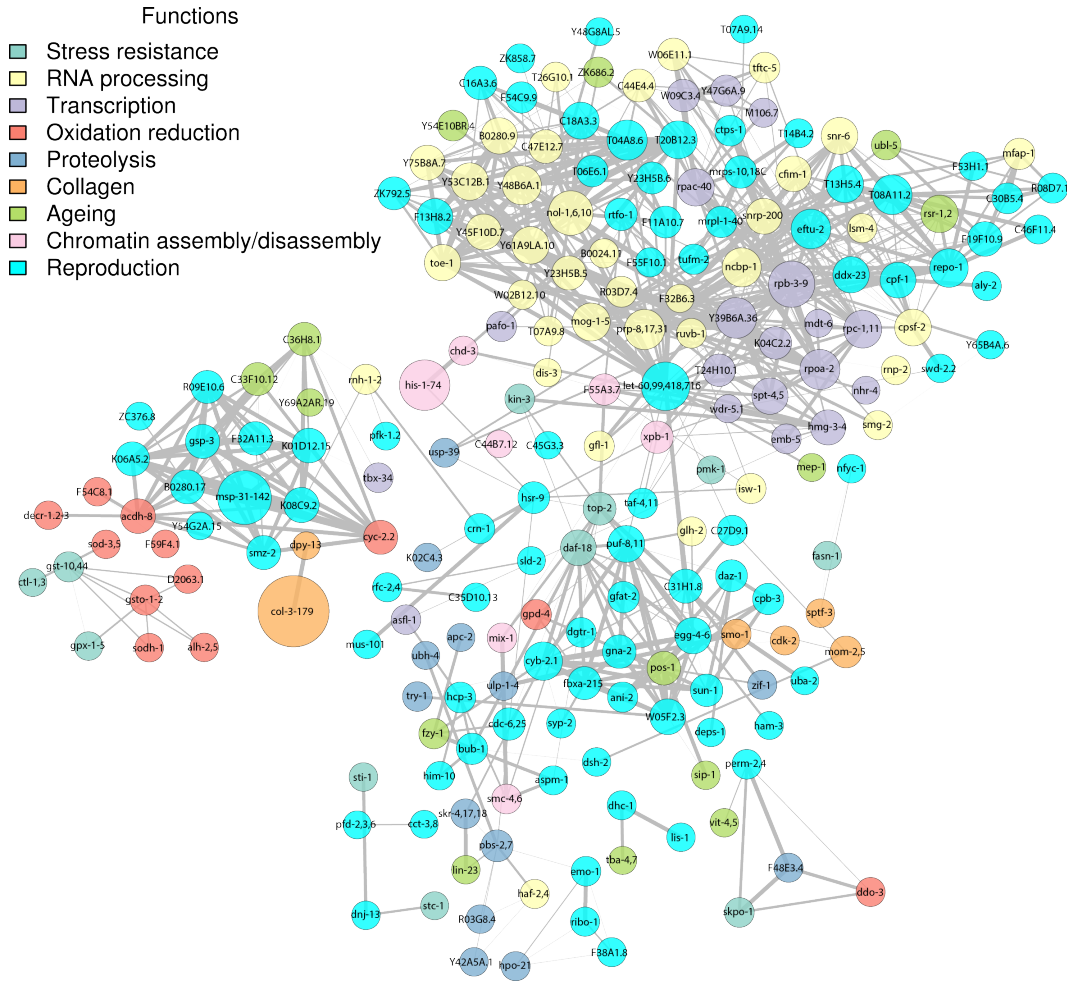 Functions
Stress resistance
RNA processing
Transcription
Oxidation reduction
Proteolysis
Collagen
Ageing
Chromatin assembly/disassembly
Reproduction
Y48G8AL.5
T07A9.14
ZK858.7
W06E11.1
tftc-5
T26G10.1
ZK686.2
C16A3.6
C44E4.4
W09C3.4
Y47G6A.9
F54C9.9
M106.7
Y54E10BR.4
C18A3.3
ctps-1
T14B4.2
snr-6
B0280.9
C47E12.7
T04A8.6
T20B12.3
ubl-5
mfap-1
Y75B8A.7
T06E6.1
Y23H5B.6
mrps-10,18C
cfim-1
F53H1.1
ZK792.5
Y53C12B.1
Y48B6A.1
rpac-40
T13H5.4
T08A11.2
C30B5.4
R08D7.1
F13H8.2
nol-1,6,10
rtfo-1
F11A10.7
mrpl-1-40
snrp-200
rsr-1,2
Y45F10D.7
eftu-2
lsm-4
F19F10.9
C46F11.4
Y61A9LA.10
B0024.11
toe-1
F55F10.1
tufm-2
ncbp-1
Y23H5B.5
ddx-23
cpf-1
repo-1
aly-2
W02B12.10
R03D7.4
F32B6.3
rpb-3-9
pafo-1
T07A9.8
mog-1-5
prp-8,17,31
ruvb-1
Y39B6A.36
mdt-6
rpc-1,11
cpsf-2
C36H8.1
chd-3
K04C2.2
Y65B4A.6
dis-3
T24H10.1
rpoa-2
rnp-2
swd-2.2
R09E10.6
C33F10.12
rnh-1-2
his-1-74
F55A3.7
let-60,99,418,716
nhr-4
kin-3
spt-4,5
Y69A2AR.19
wdr-5.1
ZC376.8
smg-2
hmg-3-4
gsp-3
F32A11.3
K01D12.15
pfk-1.2
usp-39
C44B7.12
C45G3.3
gfl-1
xpb-1
emb-5
K06A5.2
mep-1
nfyc-1
pmk-1
tbx-34
B0280.17
F54C8.1
msp-31-142
K08C9.2
isw-1
hsr-9
taf-4,11
decr-1.2-3
acdh-8
top-2
Y54G2A.15
crn-1
cyc-2.2
glh-2
C27D9.1
sod-3,5
F59F4.1
smz-2
dpy-13
daf-18
puf-8,11
K02C4.3
sld-2
fasn-1
gst-10,44
ctl-1,3
D2063.1
daz-1
rfc-2,4
C31H1.8
gfat-2
C35D10.13
cpb-3
gsto-1-2
col-3-179
gpd-4
sptf-3
asfl-1
dgtr-1
egg-4-6
smo-1
mix-1
apc-2
cdk-2
gpx-1-5
sodh-1
alh-2,5
mus-101
ubh-4
cyb-2.1
gna-2
mom-2,5
pos-1
ulp-1-4
fbxa-215
zif-1
uba-2
try-1
hcp-3
ani-2
sun-1
cdc-6,25
syp-2
W05F2.3
fzy-1
deps-1
ham-3
bub-1
dsh-2
sti-1
him-10
aspm-1
sip-1
perm-2,4
smc-4,6
dhc-1
skr-4,17,18
pfd-2,3,6
cct-3,8
vit-4,5
lis-1
pbs-2,7
tba-4,7
lin-23
emo-1
F48E3.4
haf-2,4
ddo-3
stc-1
dnj-13
skpo-1
R03G8.4
ribo-1
F38A1.8
Y42A5A.1
hpo-21